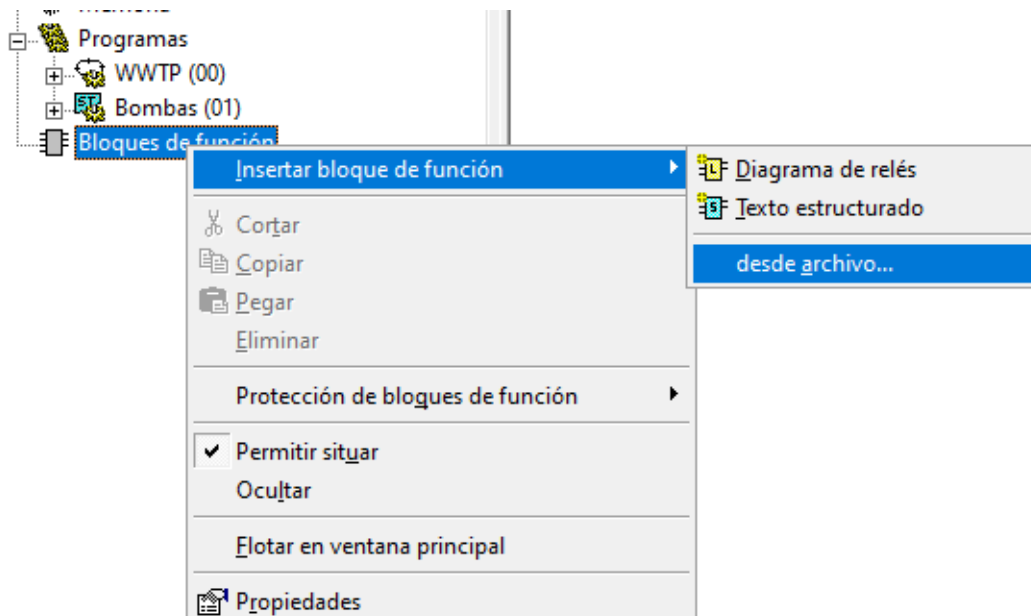 Programas
WWTP (00)
Bombas (01)
Bloques de función
Insertar bloque de función
Diagrama de relés
Texto estructurado
desde archivo...
Cortar
Copiar
Pegar
Eliminar
Protección de bloques de función
Permitir situar
Ocultar
Flotar en ventana principal
Propiedades